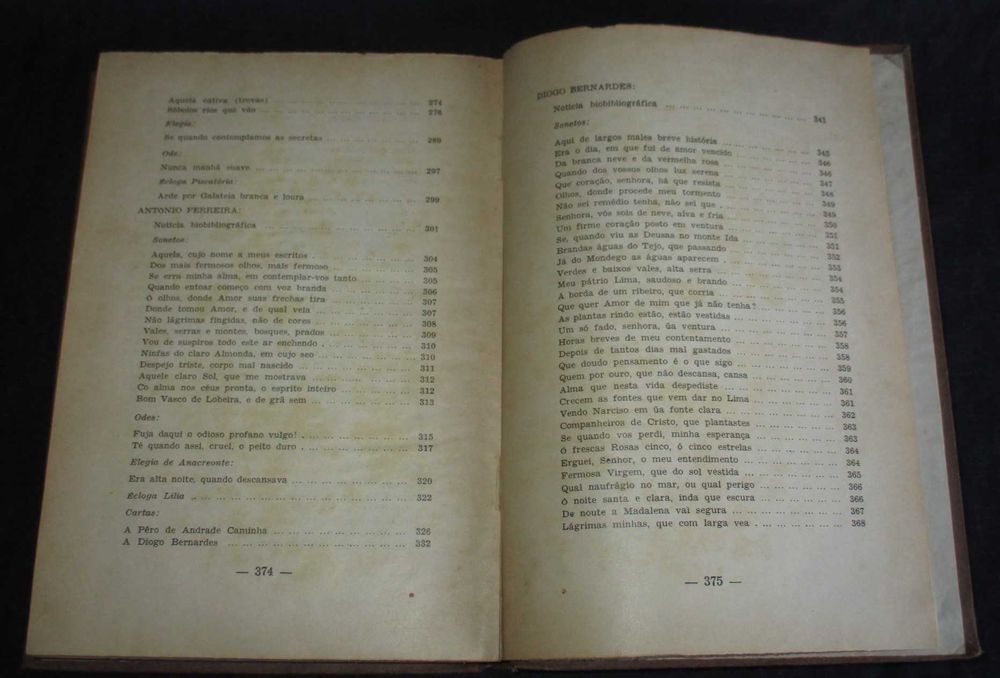 Aquela cativa (trovas) ... 274
Sôbolos rios que vão ... 276
Elegia:
Se quando contemplamos as secretas ... 289
Ode:
Nunca manhã suave ... 297
Écloga Piscatória:
Arde por Galateia branca e loura ... 299
ANTÓNIO FERREIRA:
Notícia biobibliográfica ... 301
Sonetos:
Aquela, cujo nome a meus escritos ... 304
Dos mais fermosos olhos, mais fermoso ... 305
Se erra minha alma, em contemplar-vos tanto ... 305
Quando entoar começo com voz branda ... 306
Ó olhos, donde Amor suas frechas tira ... 307
Donde tomou Amor, e de qual veia ... 307
Não lágrimas fingidas, não de cores ... 308
Vales, serras e montes, bosques, prados ... 309
Vou de suspiros todo este ar enchendo ... 310
Ninfas do claro Almonda, em cujo seo ... 310
Despejo triste, corpo mal nascido ... 311
Aquele claro Sol, que me mostrava ... 312
Co alma nos céus pronta, o esprito inteiro ... 312
Bom Vasco de Lobeira, e de grã sem ... 313
Odes:
Fuja daqui o odioso profano vulgo! ... 315
Té quando assi, cruel, o peito duro ... 317
Elegia de Anacreonte:
Era alta noite, quando descansava ... 320
Écloga Lília ... 322
Cartas:
A Pêro de Andrade Caminha ... 326
A Diogo Bernardes ... 332
— 374 —
DIOGO BERNARDES:
Notícia biobibliográfica ... 341
Sonetos:
Aqui de largos males breve história ... 345
Era o dia, em que fui de amor vencido ... 346
Da branca neve e da vermelha rosa ... 346
Quando dos vossos olhos luz serena ... 347
Que coração, senhora, há que resista ... 348
Olhos, donde procede meu tormento ... 349
Não sei remédio tenha, não sei que ... 349
Senhora, vós sois de neve, alva e fria ... 350
Um firme coração posto em ventura ... 351
Se, quando viu as Deusas no monte Ida ... 351
Brandas águas do Tejo, que passando ... 352
Já do Mondego as águas aparecem ... 353
Verdes e baixos vales, alta serra ... 354
Meu pátrio Lima, saudoso e brando ... 354
À borda de um ribeiro, que corria ... 355
Que quer Amor de mim que já não tenha? ... 356
As plantas rindo estão, estão vestidas ... 356
Um só fado, senhora, ũa ventura ... 357
Horas breves de meu contentamento ... 358
Depois de tantos dias mal gastados ... 358
Que doudo pensamento é o que sigo ... 359
Quem por ouro, que não descansa, cansa ... 360
Alma que nesta vida despediste ... 361
Crecem as fontes que vem dar no Lima ... 361
Vendo Narciso em ũa fonte clara ... 362
Companheiros de Cristo, que plantastes ... 363
Se quando vos perdi, minha esperança ... 363
Ó frescas Rosas cinco, ó cinco estrelas ... 364
Erguei, Senhor, o meu entendimento ... 364
Fermosa Virgem, que do sol vestida ... 365
Qual naufrágio no mar, ou qual perigo ... 366
Ó noite santa e clara, inda que escura ... 366
De noute a Madalena vai segura ... 367
Lágrimas minhas, que com larga vea ... 368
— 375 —